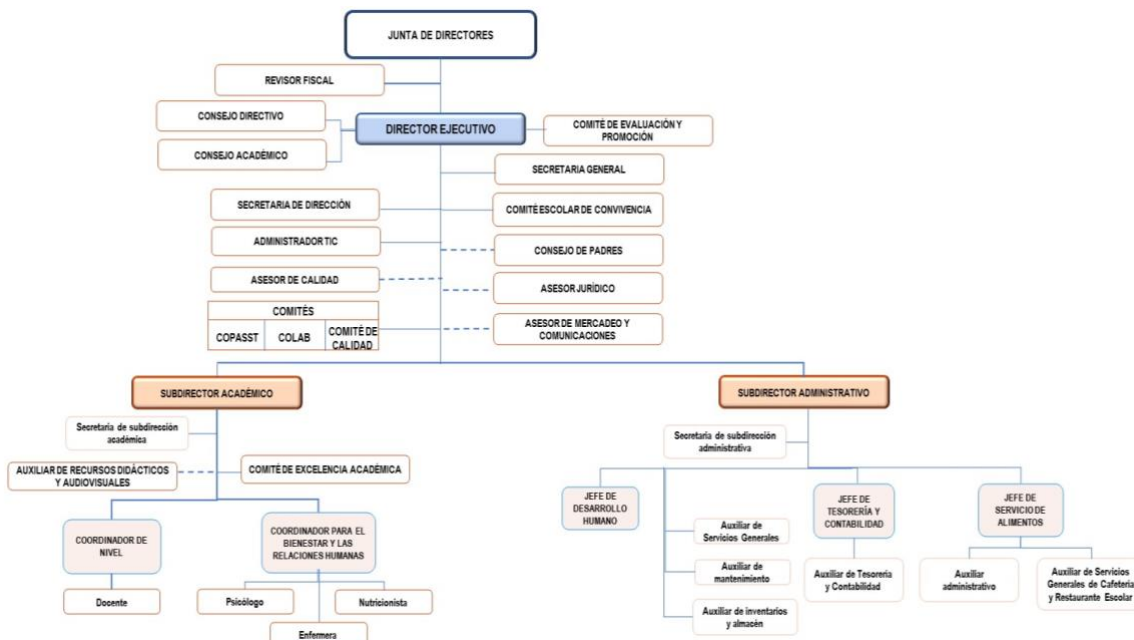 JUNTA DE DIRECTORES
REVISOR FISCAL
CONSEJO DIRECTIVO
DIRECTOR EJECUTIVO
COMITÉ DE EVALUACIÓN Y
PROMOCIÓN
CONSEJO ACADÉMICO
SECRETARIA GENERAL
SECRETARIA DE DIRECCIÓN
COMITÉ ESCOLAR DE CONVIVENCIA
ADMINISTRADOR TIC
CONSEJO DE PADRES
ASESOR DE CALIDAD
ASESOR JURÍDICO
COMITÉS
COPASST
COLAB
COMITÉ DE
CALIDAD
ASESOR DE MERCADEO Y
COMUNICACIONES
SUBDIRECTOR ACADÉMICO
SUBDIRECTOR ADMINISTRATIVO
Secretaria de subdirección
académica
Secretaria de subdirección
administrativa
AUXILIAR DE RECURSOS DIDÁCTICOS
Y AUDIOVISUALES
COMITÉ DE EXCELENCIA ACADÉMICA
COORDINADOR DE
NIVEL
COORDINADOR PARA EL
BIENESTAR Y LAS
RELACIONES HUMANAS
JEFE DE
DESARROLLO
HUMANO
JEFE DE
TESORERÍA Y
CONTABILIDAD
JEFE DE
SERVICIO DE
ALIMENTOS
Auxiliar de
Servicios Generales
Auxiliar de
mantenimiento
Auxiliar de inventarios y
almacén
Auxiliar de Tesorería
y Contabilidad
Auxiliar
administrativo
Auxiliar de Servicios
Generales de Cafetería
y Restaurante Escolar
Docente
Psicólogo
Nutricionista
Enfermera